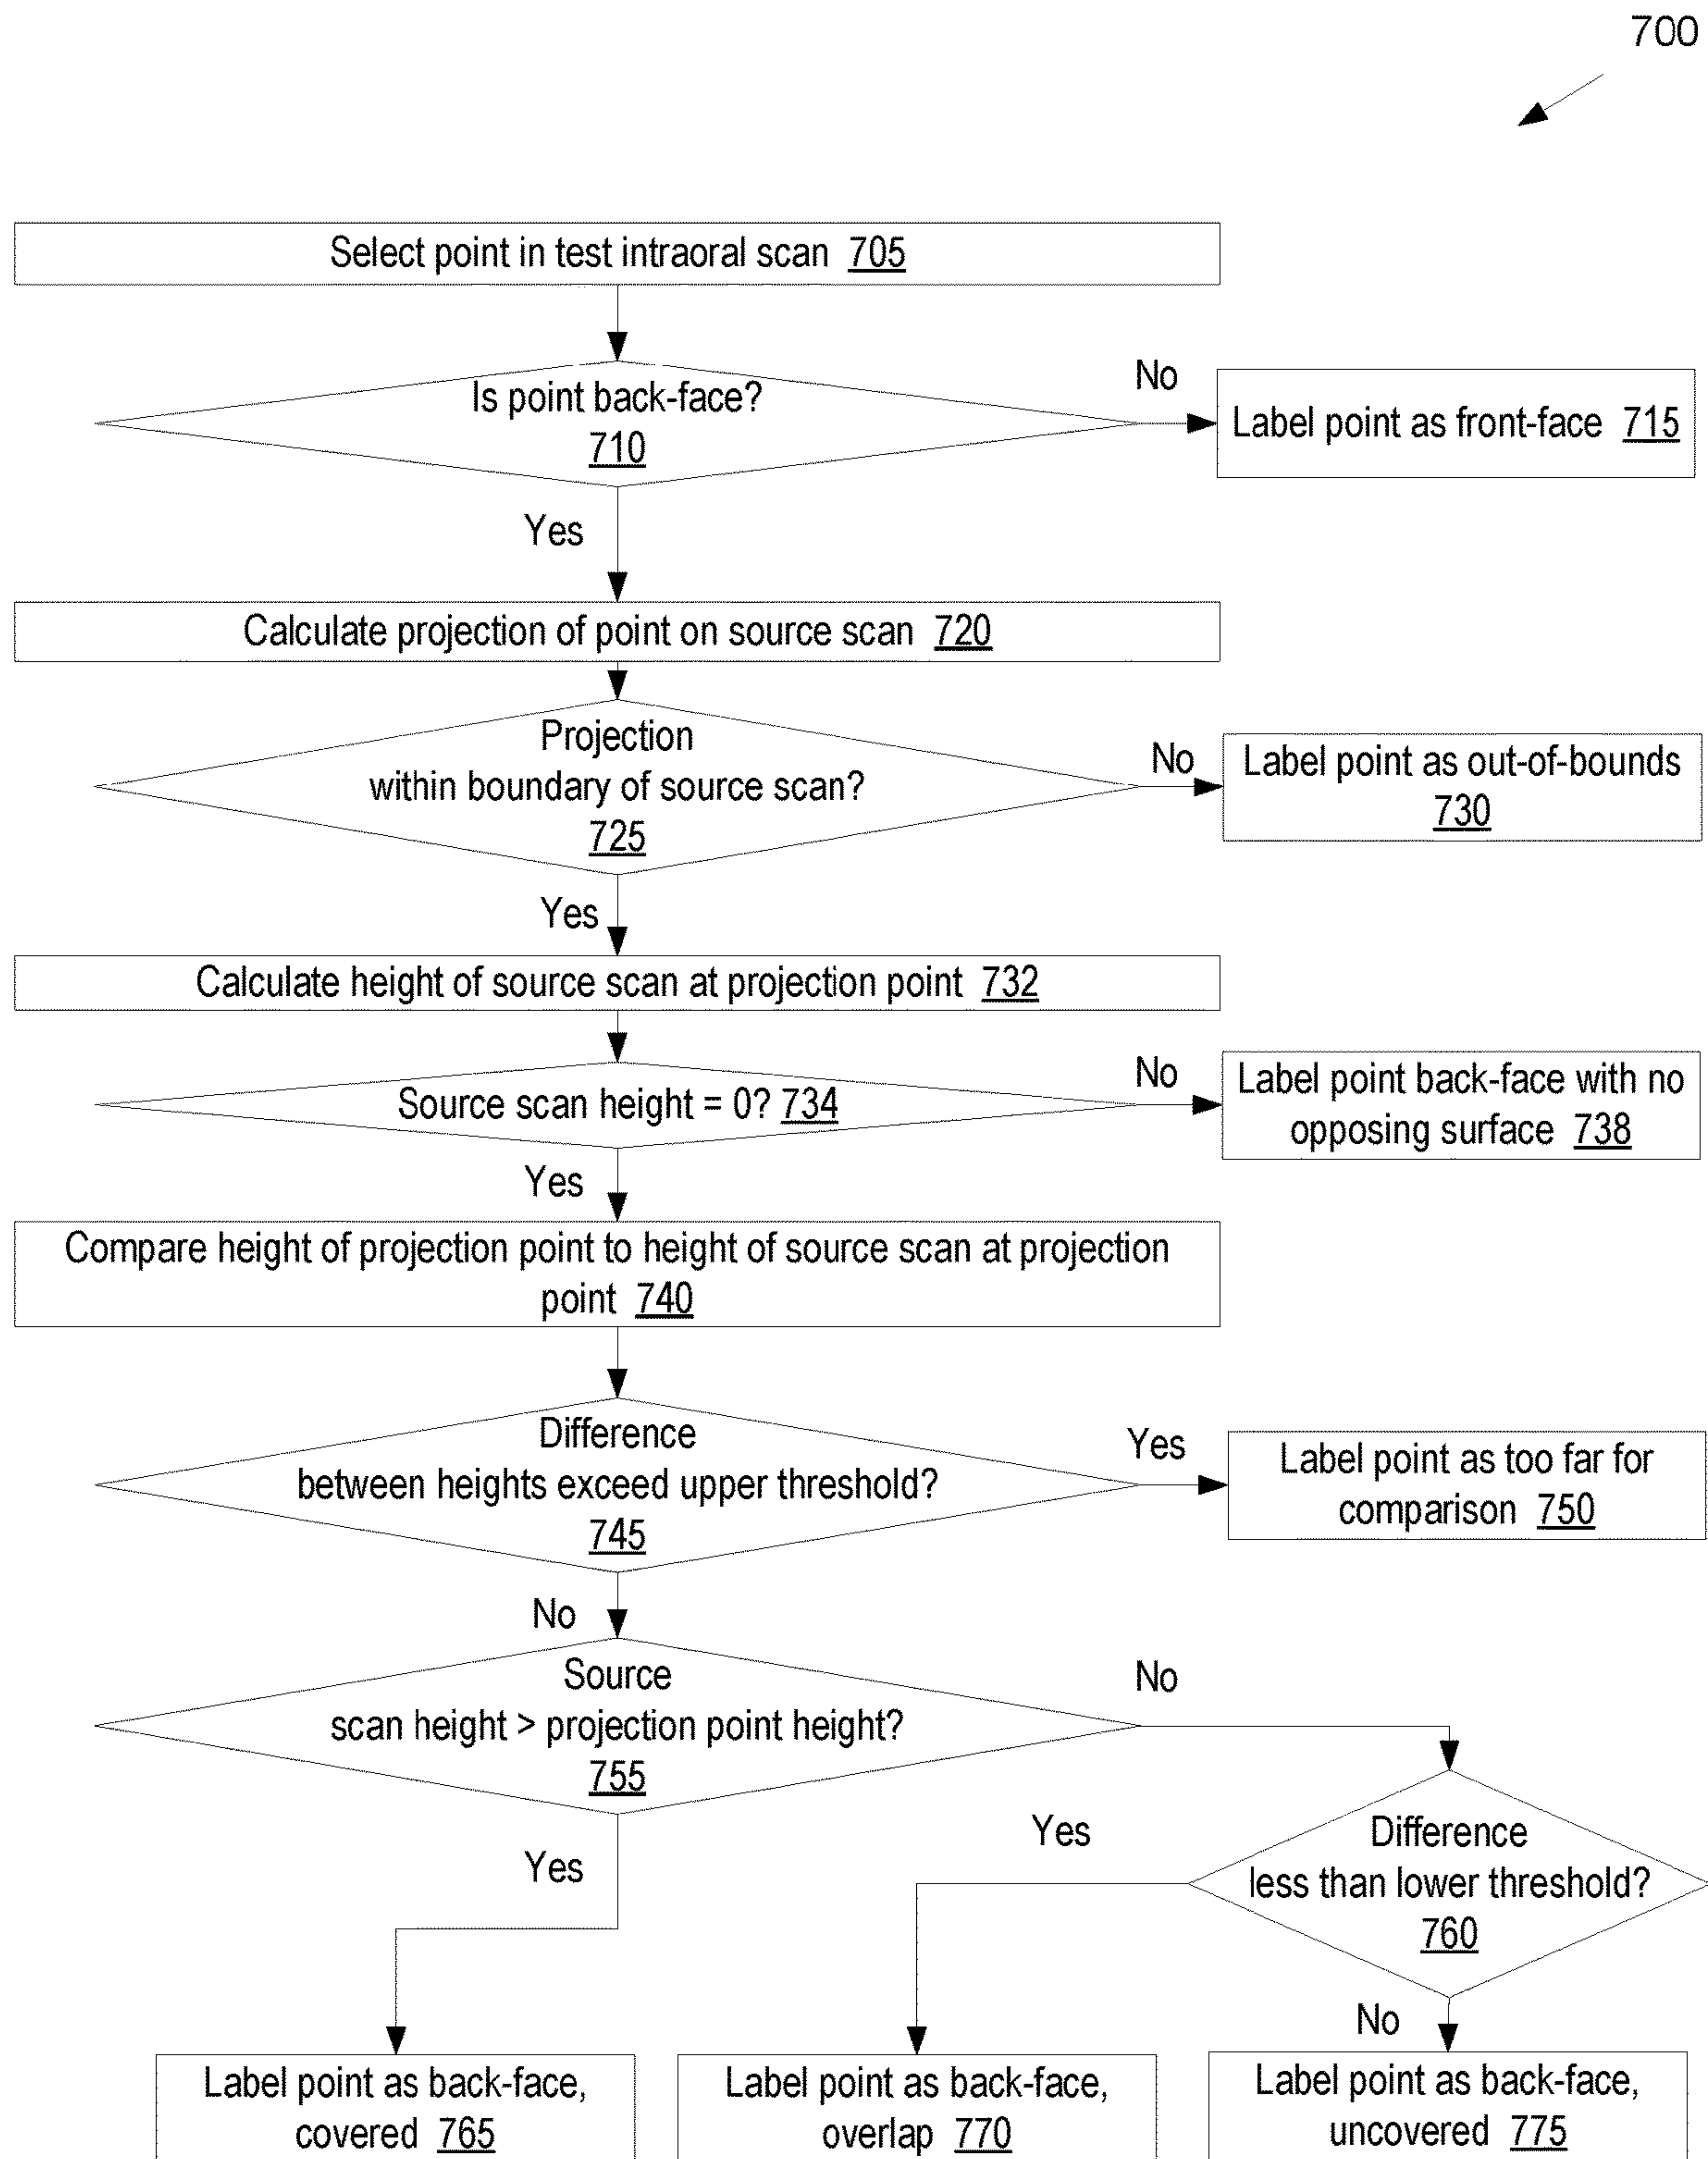 700
Select point in test intraoral scan 705
Is point back-face?
710
No
Label point as front-face 715
Yes
Calculate projection of point on source scan 720
Projection
within boundary of source scan?
725
No
Label point as out-of-bounds
730
Yes
Calculate height of source scan at projection point 732
Source scan height = 0? 734
No
Label point back-face with no
opposing surface 738
Yes
Compare height of projection point to height of source scan at projection
point 740
Difference
between heights exceed upper threshold?
745
Yes
Label point as too far for
comparison 750
No
Source
scan height > projection point height?
755
No
Yes
Difference
less than lower threshold?
760
Yes
No
Label point as back-face,
covered 765
Label point as back-face,
overlap 770
Label point as back-face,
uncovered 775